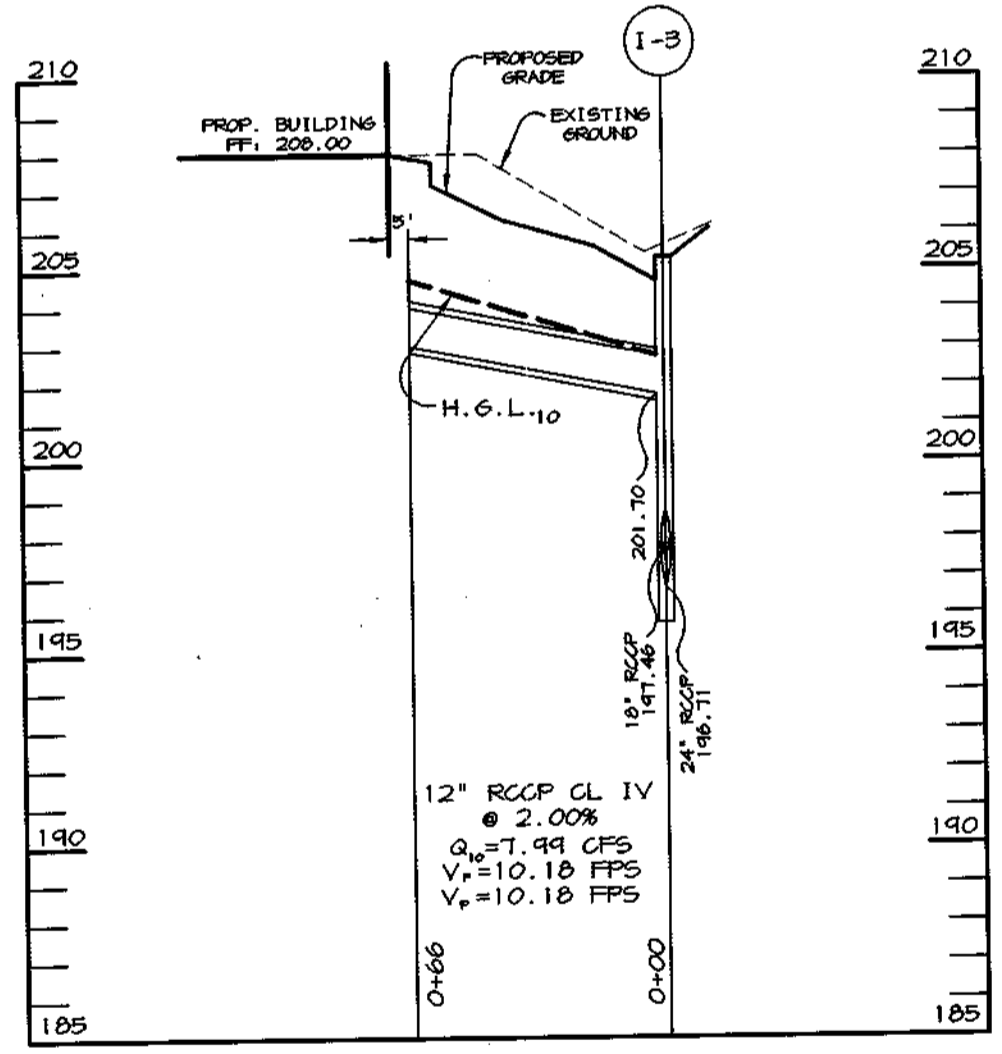 I-3
210
210
PROPOSED
GRADE
EXISTING
GROUND
PROP. BUILDING
FF: 208.00
5'
205
205
H.G.L.10
200
200
201.70
195
195
18" RCCP
197.46
24" RCCP
196.71
12" RCCP CL IV
@ 2.00%
Q10=7.99 CFS
VF=10.18 FPS
VP=10.18 FPS
190
190
0+66
0+00
185
185